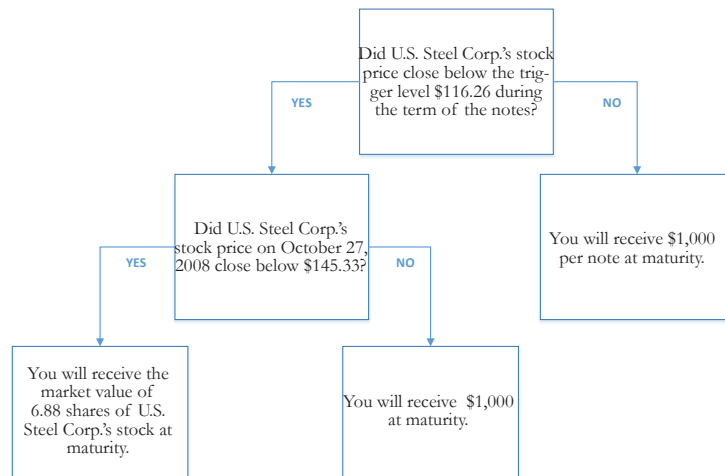 Did U.S. Steel Corp.'s stock
price close below the trig-
ger level $116.26 during
the term of the notes?
YES
NO
Did U.S. Steel Corp.'s
stock price on October 27,
2008 close below $145.33?
You will receive $1,000
per note at maturity.
YES
NO
You will receive the
market value of
6.88 shares of U.S.
Steel Corp.'s stock at
maturity.
You will receive $1,000
at maturity.